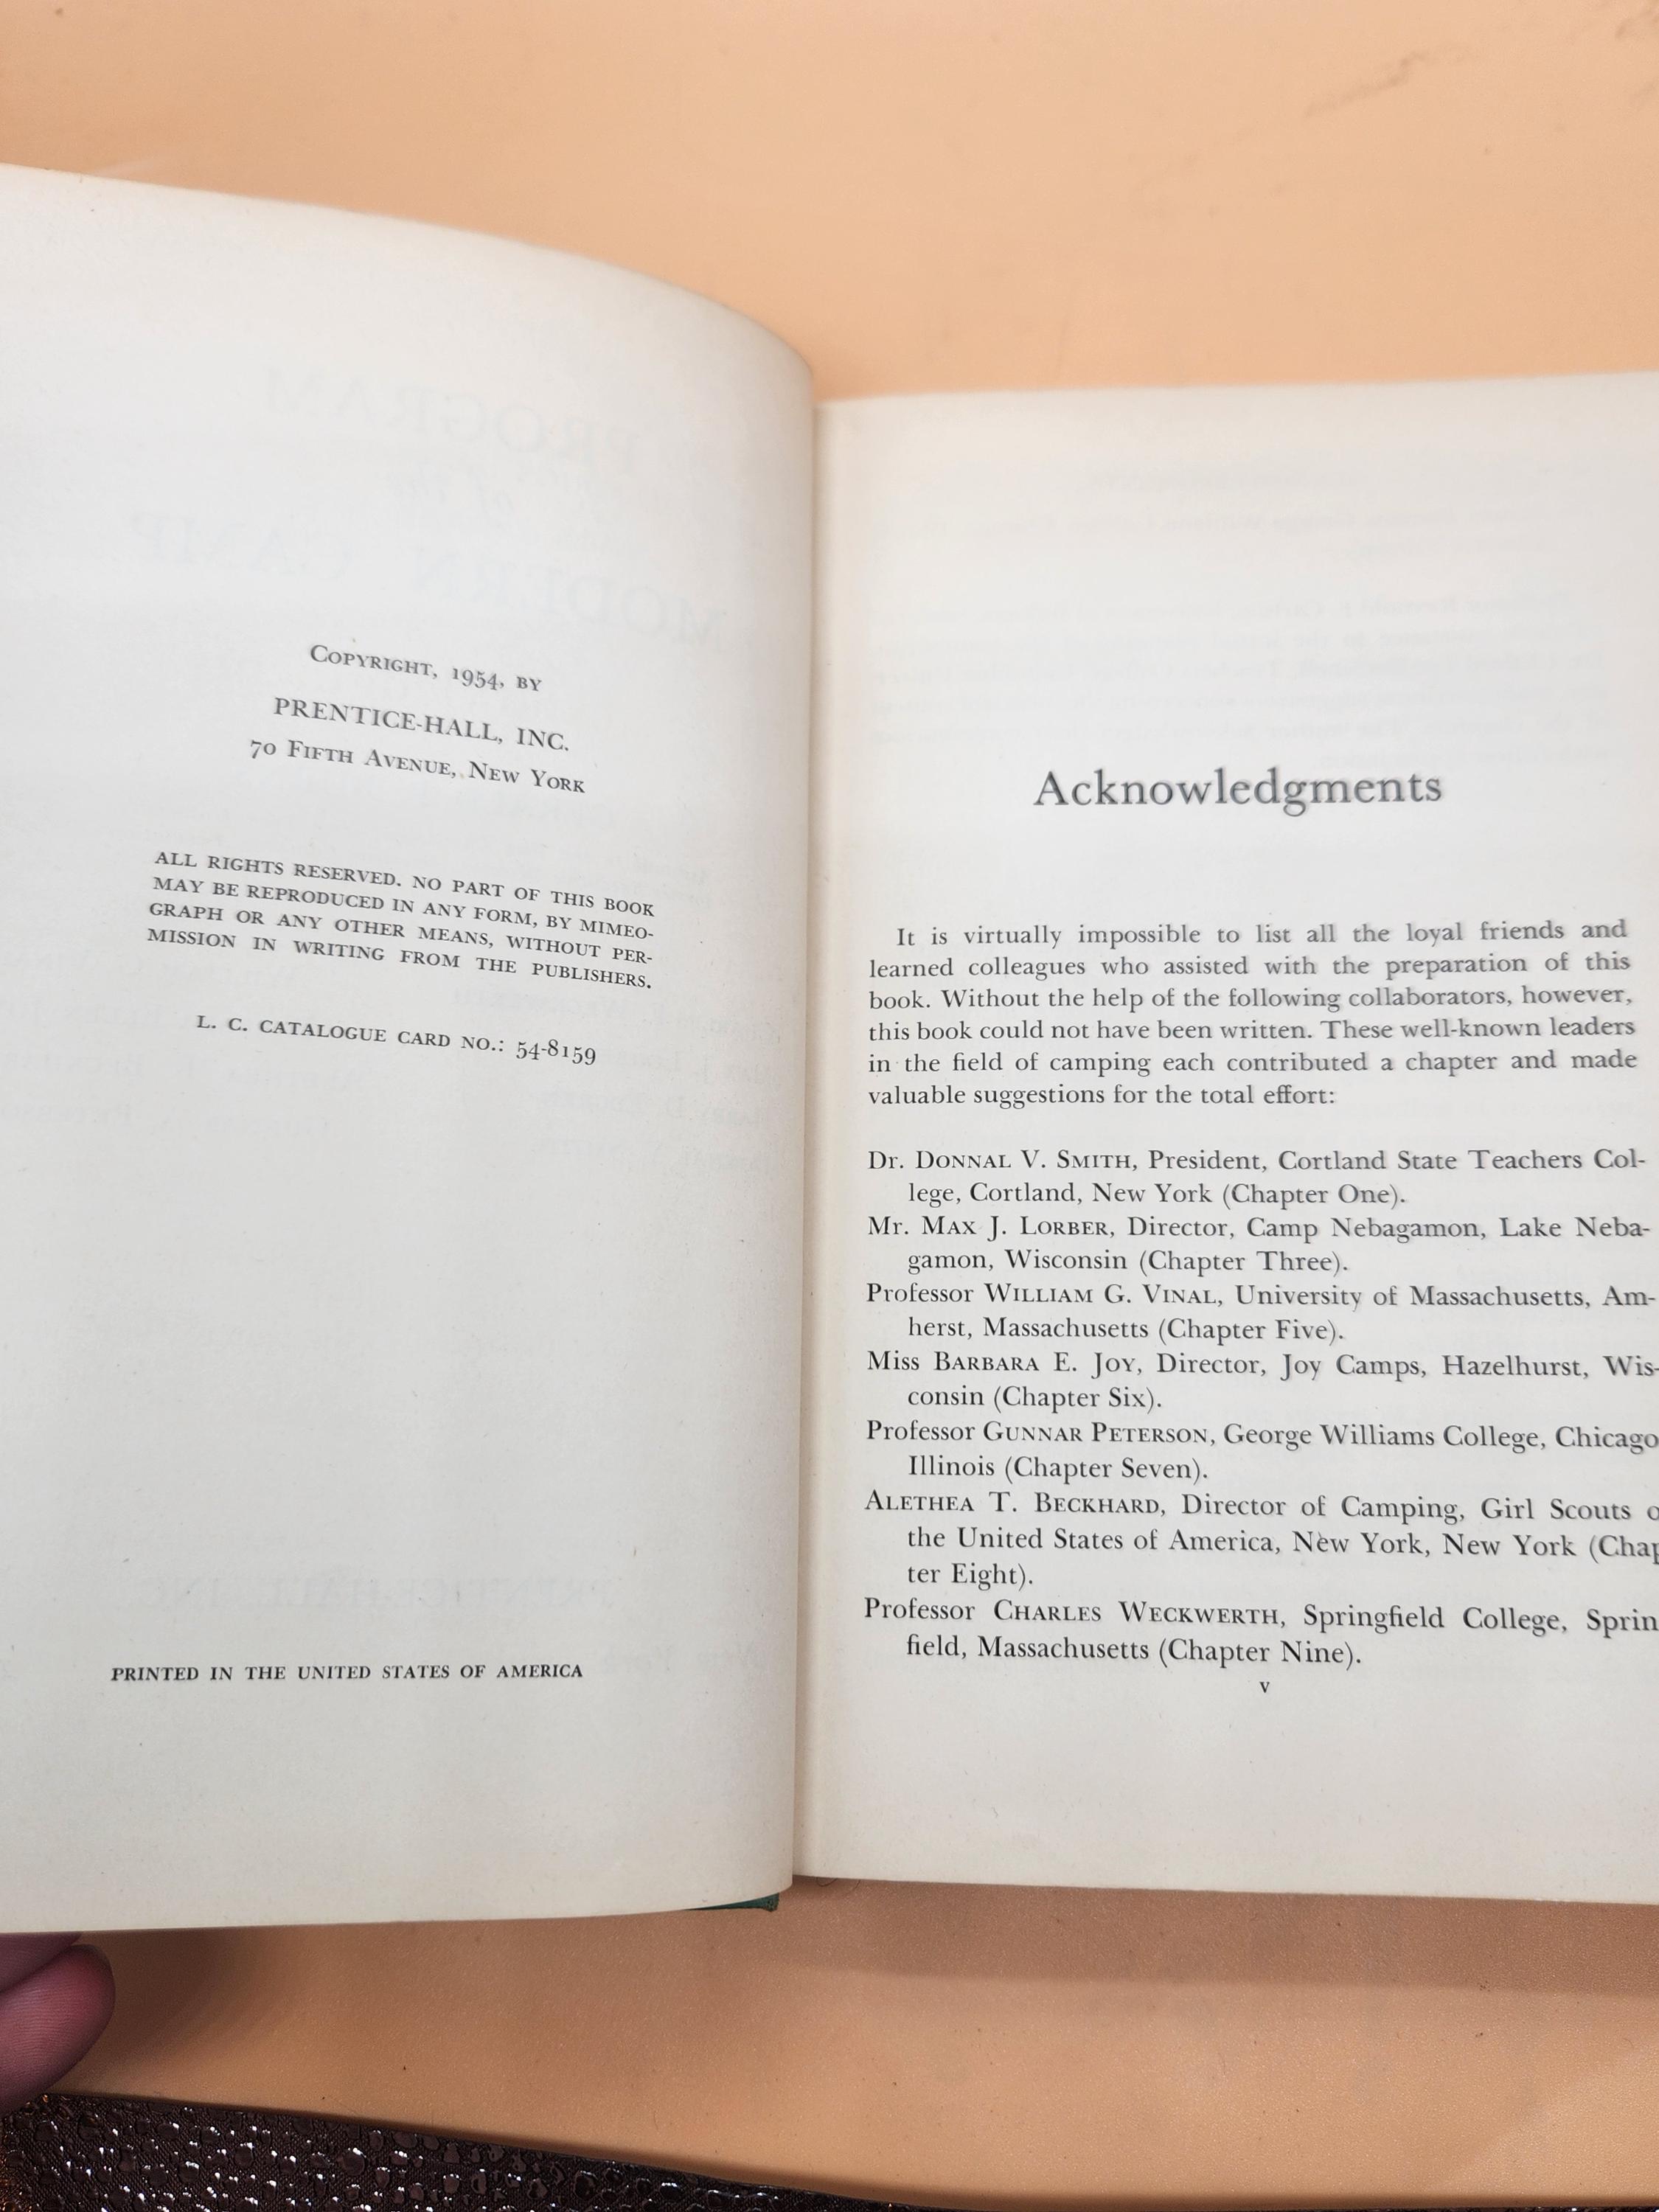 COPYRIGHT, 1954, BY
PRENTICE-HALL, INC.
70 FIFTH AVENUE, NEW YORK
ALL RIGHTS RESERVED. NO PART OF THIS BOOK
MAY BE REPRODUCED IN ANY FORM, BY MIMEO-
GRAPH OR ANY OTHER MEANS, WITHOUT PER-
MISSION IN WRITING FROM THE PUBLISHERS.
L. C. CATALOGUE CARD NO.: 54-8159
PRINTED IN THE UNITED STATES OF AMERICA
Acknowledgments
It is virtually impossible to list all the loyal friends and
learned colleagues who assisted with the preparation of this
book. Without the help of the following collaborators, however,
this book could not have been written. These well-known leaders
in the field of camping each contributed a chapter and made
valuable suggestions for the total effort:
Dr. DONNAL V. SMITH, President, Cortland State Teachers Col-
lege, Cortland, New York (Chapter One).
Mr. MAX J. LORBER, Director, Camp Nebagamon, Lake Neba-
gamon, Wisconsin (Chapter Three).
Professor WILLIAM G. VINAL, University of Massachusetts, Am-
herst, Massachusetts (Chapter Five).
Miss BARBARA E. JOY, Director, Joy Camps, Hazelhurst, Wis-
consin (Chapter Six).
Professor GUNNAR PETERSON, George Williams College, Chicago
Illinois (Chapter Seven).
ALETHEA T. BECKHARD, Director of Camping, Girl Scouts o
the United States of America, New York, New York (Chap
ter Eight).
Professor CHARLES WECKWERTH, Springfield College, Sprin
field, Massachusetts (Chapter Nine).
v